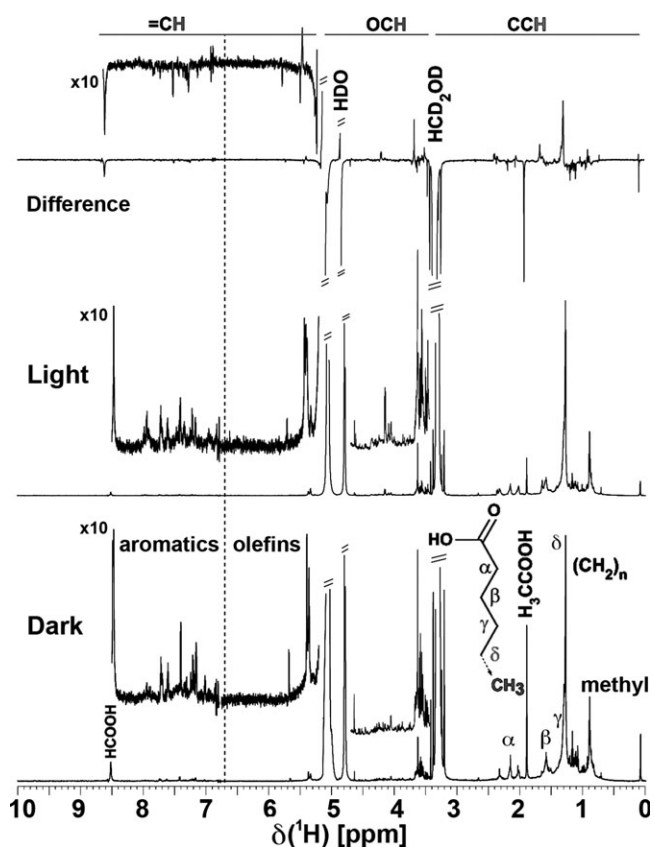 =CH OCH CCH
x10
HDO
HCD₂OD
Difference
x10
Light
x10
aromatics olefins
Dark
HCOOH
O
HO
α
β
γ
δ
CH₃
H₃CCOOH
δ
(CH₂)ₙ
methyl
α
β
γ
10 9 8 7 6 5 4 3 2 1 0
δ(¹H) [ppm]